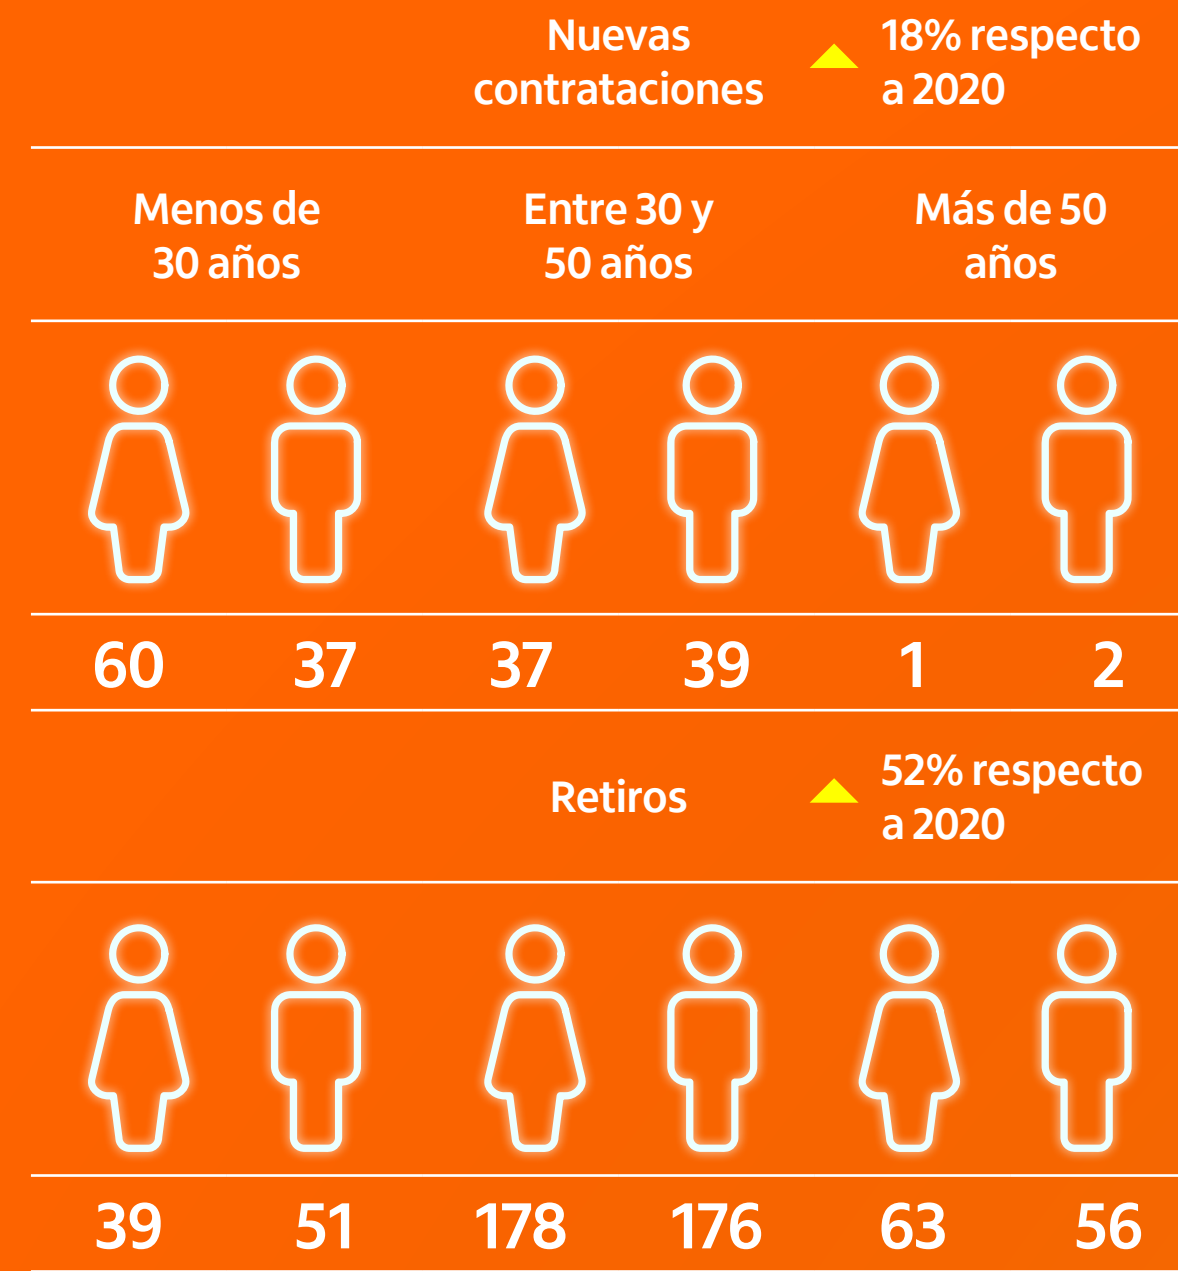 Nuevas
contrataciones
18% respecto
a 2020
Menos de
30 años
Entre 30 y
50 años
Más de 50
años
60 37 37 39 1 2
Retiros
52% respecto
a 2020
39 51 178 176 63 56